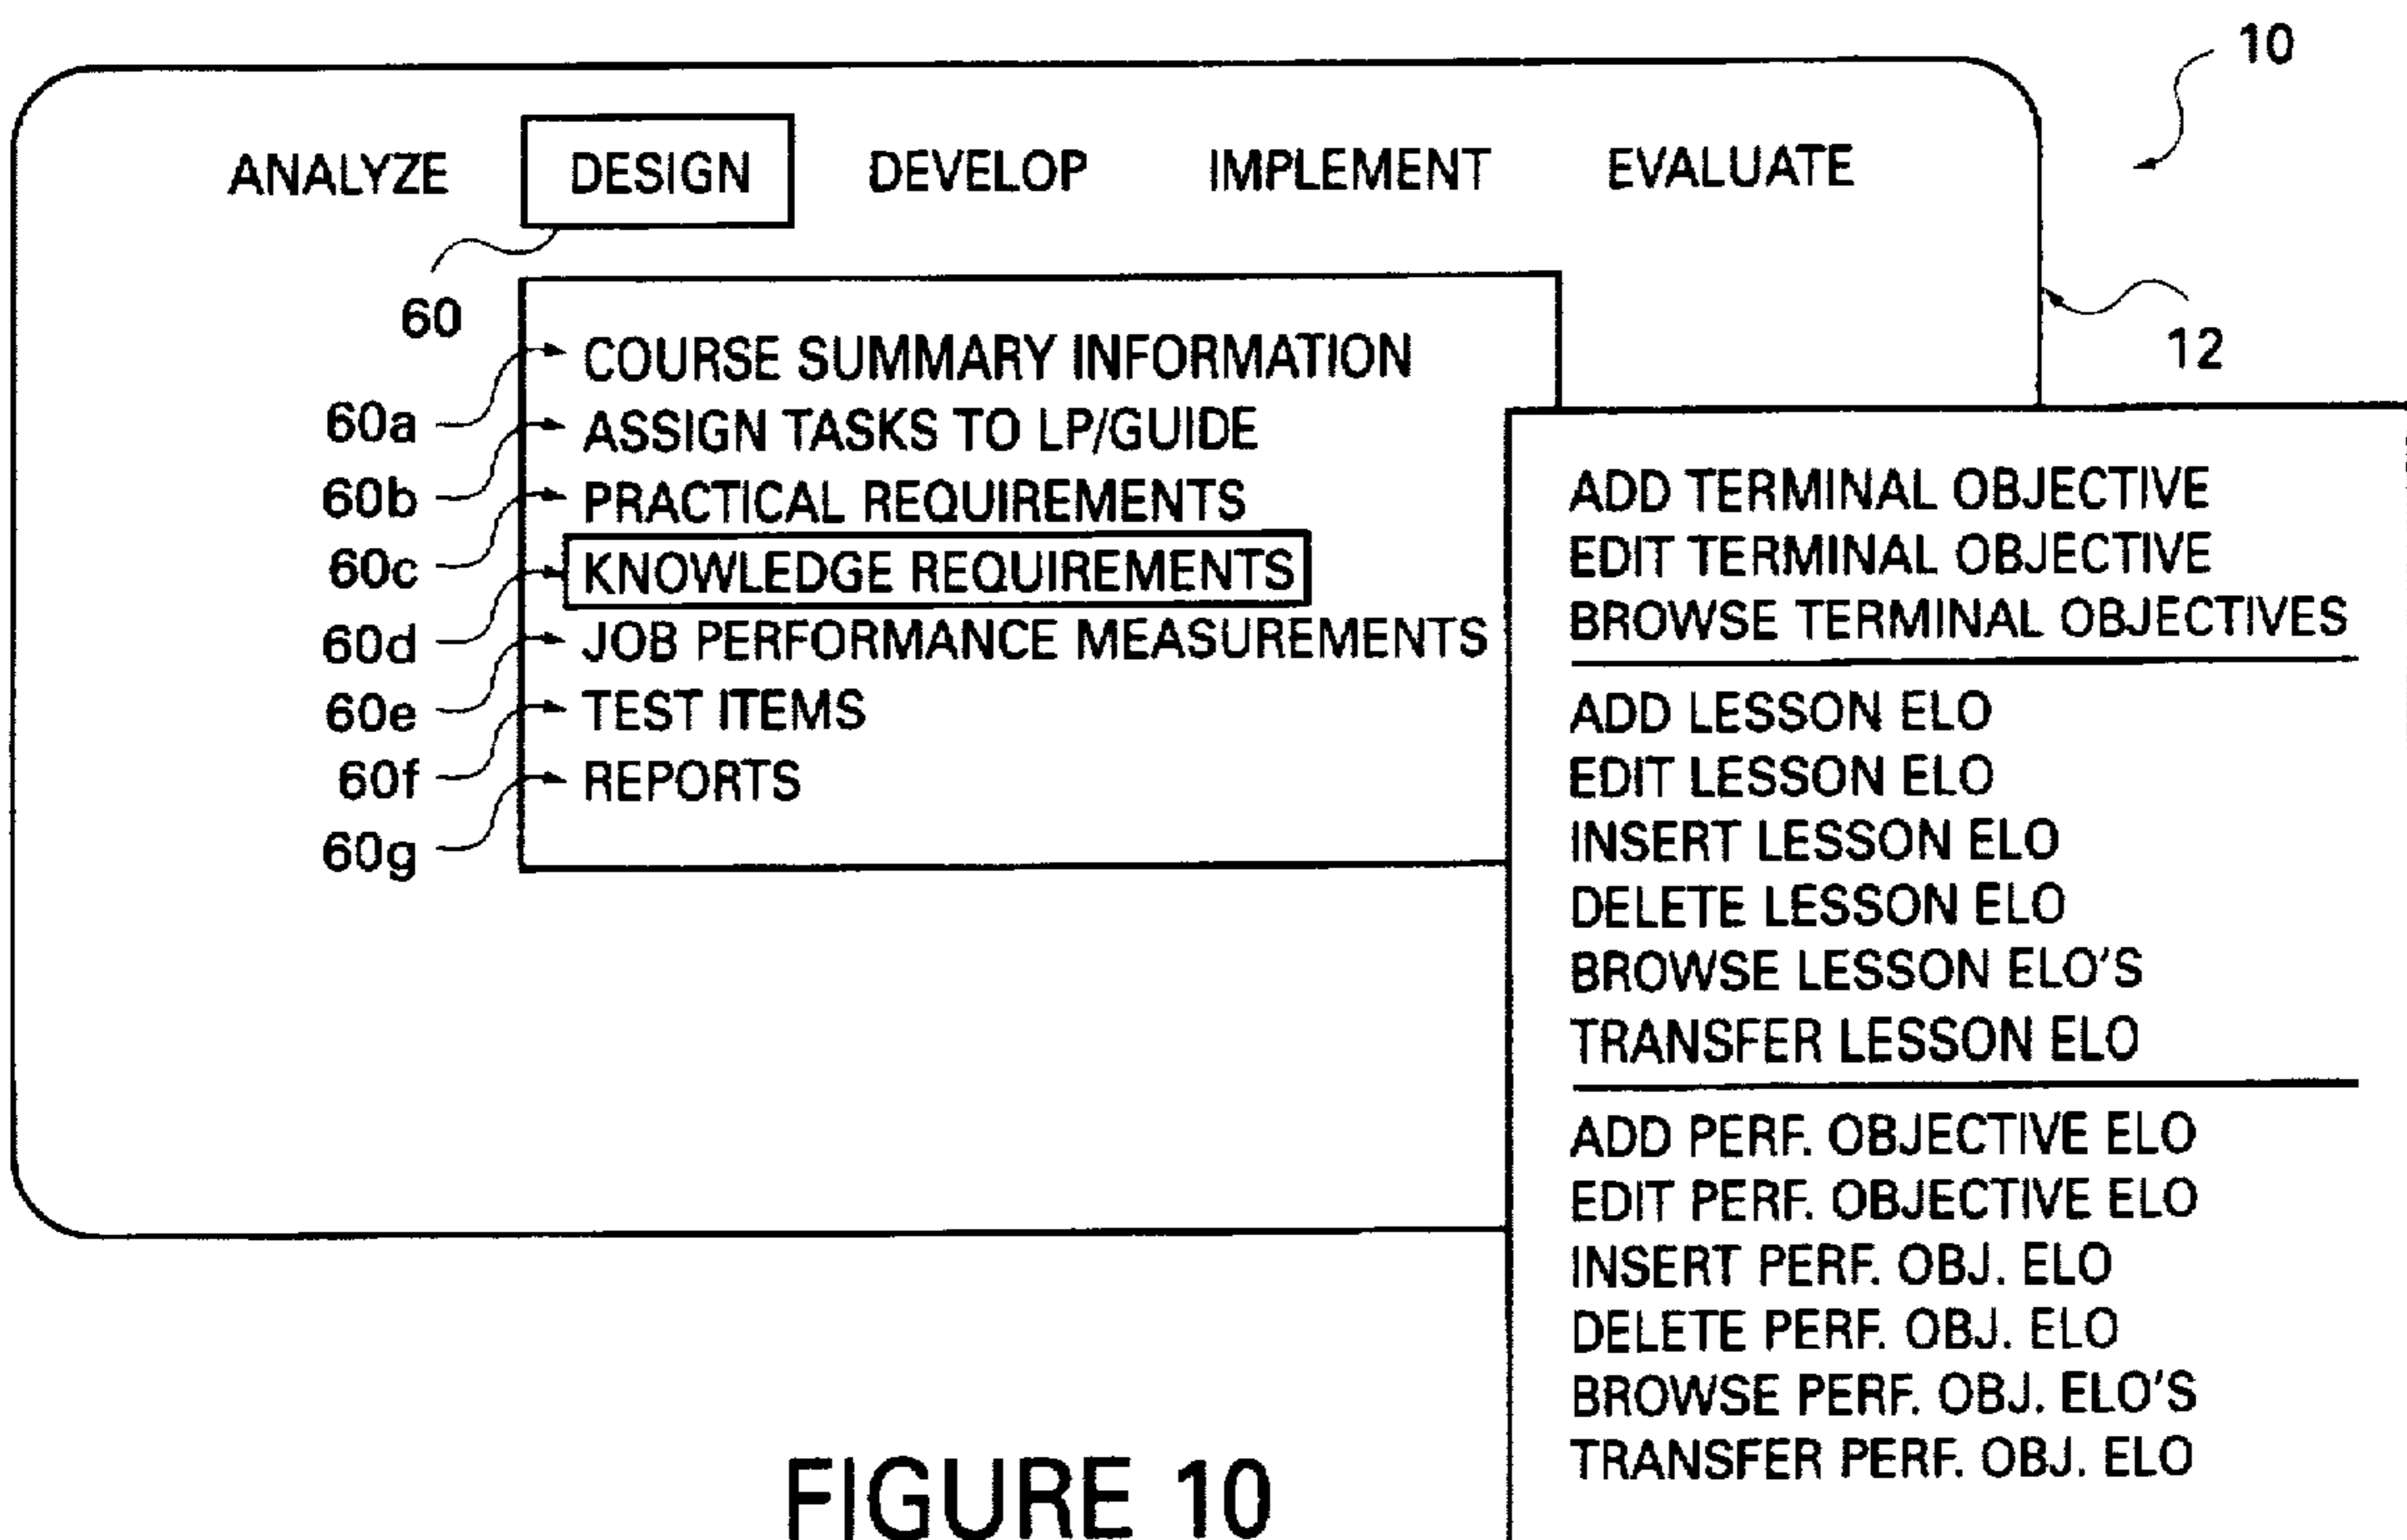 10
ANALYZE DESIGN DEVELOP IMPLEMENT EVALUATE
60
12
COURSE SUMMARY INFORMATION
60a
ASSIGN TASKS TO LP/GUIDE
60b
PRACTICAL REQUIREMENTS
60c
KNOWLEDGE REQUIREMENTS
60d
JOB PERFORMANCE MEASUREMENTS
60e
TEST ITEMS
60f
REPORTS
60g
ADD TERMINAL OBJECTIVE
EDIT TERMINAL OBJECTIVE
BROWSE TERMINAL OBJECTIVES
ADD LESSON ELO
EDIT LESSON ELO
INSERT LESSON ELO
DELETE LESSON ELO
BROWSE LESSON ELO'S
TRANSFER LESSON ELO
ADD PERF. OBJECTIVE ELO
EDIT PERF. OBJECTIVE ELO
INSERT PERF. OBJ. ELO
DELETE PERF. OBJ. ELO
BROWSE PERF. OBJ. ELO'S
TRANSFER PERF. OBJ. ELO
FIGURE 10